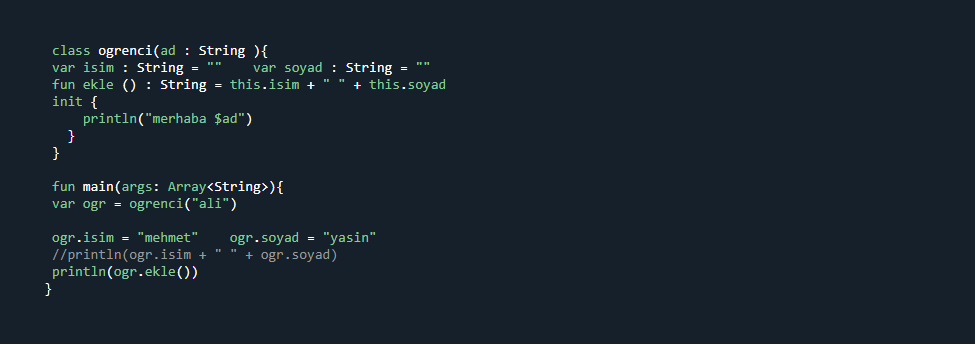 class ogrenci(ad : String ){
var isim : String = ""    var soyad : String = ""
fun ekle () : String = this.isim + " " + this.soyad
init {
    println("merhaba $ad")
  }
}

fun main(args: Array<String>){
var ogr = ogrenci("ali")

ogr.isim = "mehmet"    ogr.soyad = "yasin"
//println(ogr.isim + " " + ogr.soyad)
println(ogr.ekle())
}